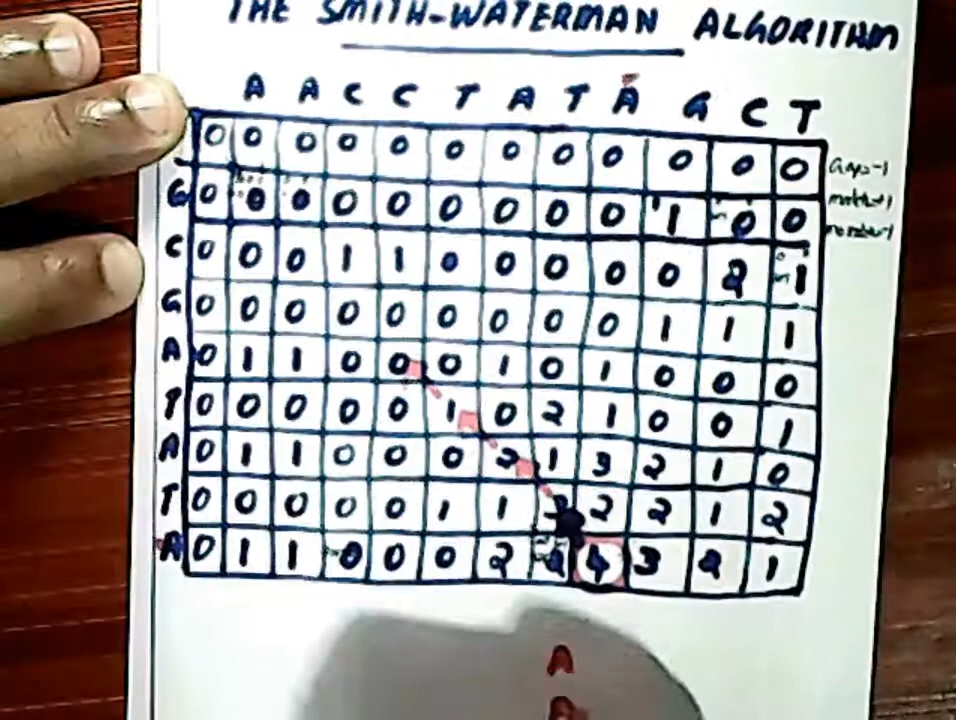 THE SMITH-WATERMAN ALGORITHM
A A C C T A T A G C T
0 0 0 0 0 0 0 0 0 0 0 0
G 0 0 0 0 0 0 0 0 0 1 0 0
C 0 0 0 1 1 0 0 0 0 0 2 1
G 0 0 0 0 0 0 0 0 0 1 1 1
A 0 1 1 0 0 0 1 0 1 0 0 0
T 0 0 0 0 0 1 0 2 1 0 0 1
A 0 1 1 0 0 0 2 1 3 2 1 0
T 0 0 0 0 0 1 1 3 2 2 1 2
A 0 1 1 0 0 0 2 2 4 3 2 1
A